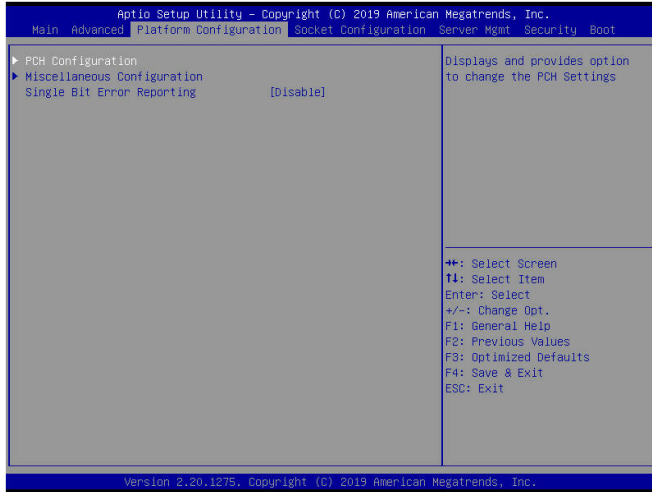 Aptio Setup Utility – Copyright (C) 2019 American Megatrends, Inc.
Main Advanced Platform Configuration Socket Configuration Server Mgmt Security Boot
PCH Configuration
Miscellaneous Configuration
Single Bit Error Reporting [Disable]
Displays and provides option
to change the PCH Settings
→←: Select Screen
↑↓: Select Item
Enter: Select
+/-: Change Opt.
F1: General Help
F2: Previous Values
F3: Optimized Defaults
F4: Save & Exit
ESC: Exit
Version 2.20.1275. Copyright (C) 2019 American Megatrends, Inc.